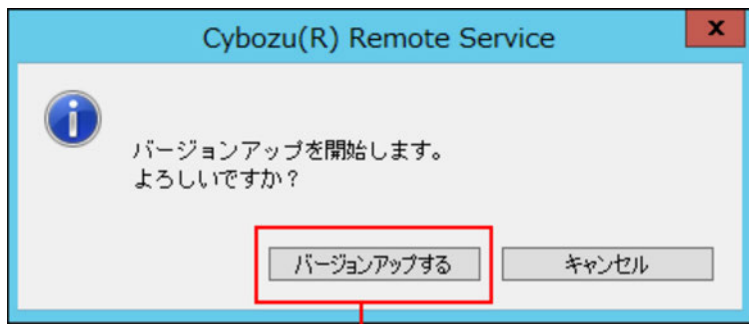 Cybozu(R) Remote Service
x
バージョンアップを開始します。
よろしいですか？
バージョンアップする
キャンセル